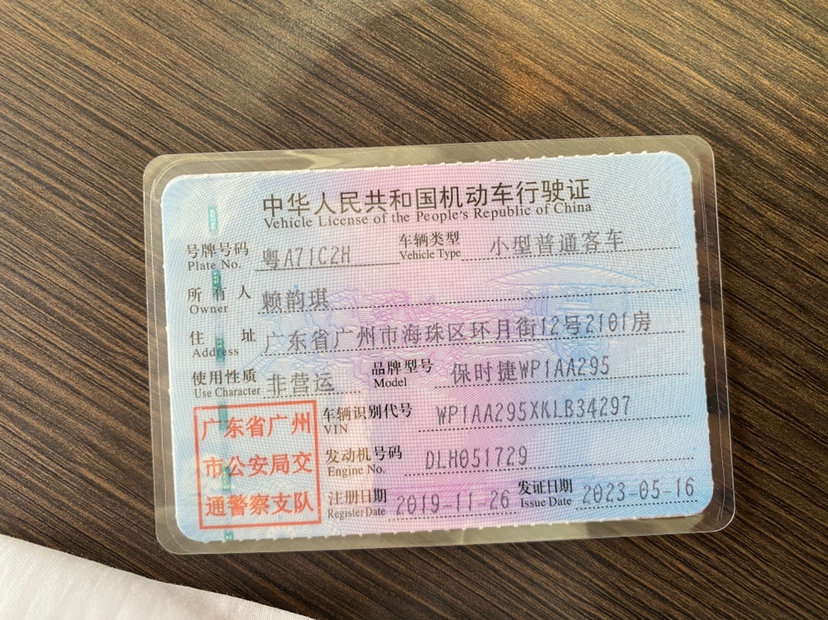 中华人民共和国机动车行驶证
Vehicle License of the People's Republic of China
号牌号码 粤A71C2H 车辆类型 小型普通客车
Plate No. Vehicle Type
所有人 赖韵琪
Owner
住址 广东省广州市海珠区环月街12号2101房
Address
使用性质 非营运 品牌型号 保时捷WP1AA295
Use Character Model
广东省广州
市公安局交
通警察支队
车辆识别代号 WP1AA295XKLB34297
VIN
发动机号码 DLH051729
Engine No.
注册日期 2019-11-26 发证日期 2023-05-16
Register Date Issue Date